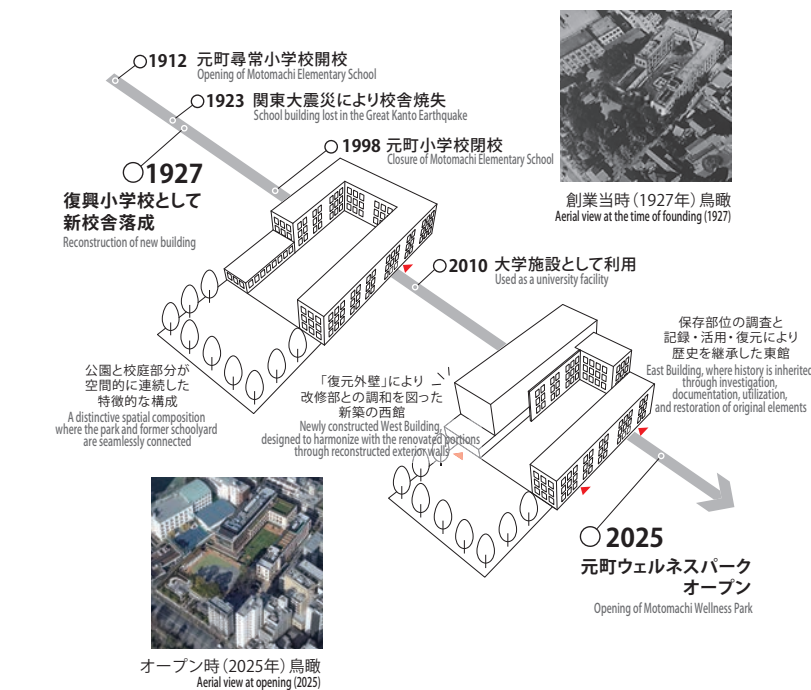 1912 元町尋常小学校開校
Opening of Motomachi Elementary School
1923 関東大震災により校舎焼失
School building lost in the Great Kanto Earthquake
1927
復興小学校として
新校舎落成
Reconstruction of new building
1998 元町小学校閉校
Closure of Motomachi Elementary School
創業当時（1927年）鳥瞰
Aerial view at the time of founding (1927)
2010 大学施設として利用
Used as a university facility
公園と校庭部分が
空間的に連続した
特徴的な構成
A distinctive spatial composition
where the park and former schoolyard
are seamlessly connected
「復元外壁」により
改修部との調和を図った
新築の西館
Newly constructed West Building,
designed to harmonize with the renovated portions
through reconstructed exterior walls
保存部位の調査と
記録・活用・復元により
歴史を継承した東館
East Building, where history is inherited
through investigation,
documentation, utilization,
and restoration of original elements
2025
元町ウェルネスパーク
オープン
Opening of Motomachi Wellness Park
オープン時（2025年）鳥瞰
Aerial view at opening (2025)